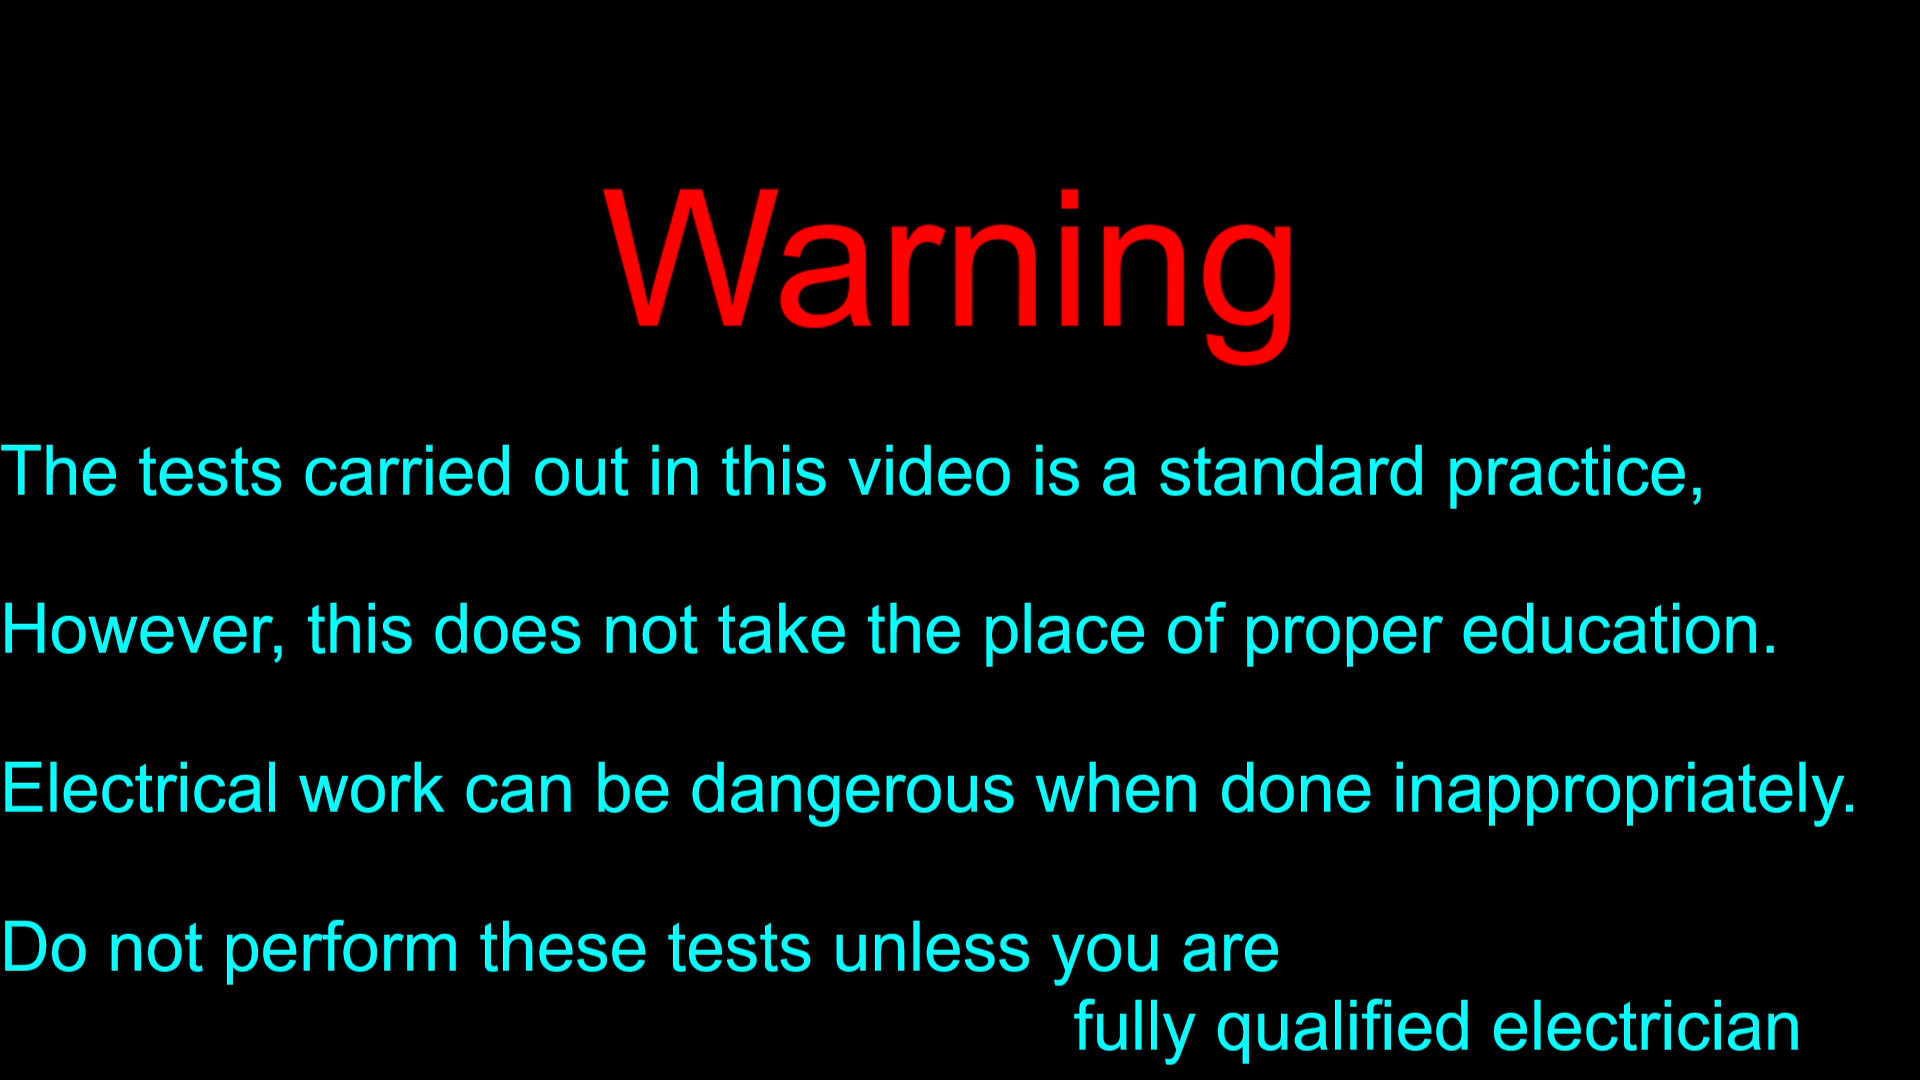 Warning
The tests carried out in this video is a standard practice,
However, this does not take the place of proper education.
Electrical work can be dangerous when done inappropriately.
Do not perform these tests unless you are
fully qualified electrician